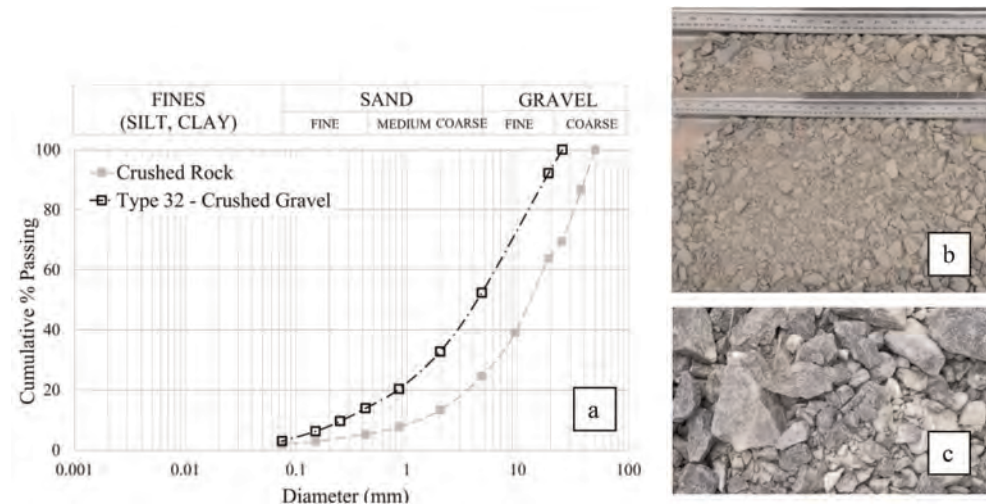 FINES SAND GRAVEL
(SILT, CLAY) FINE MEDIUM COARSE FINE COARSE
100
Crushed Rock
Type 32 - Crushed Gravel
80
60
40
20
0
Cumulative % Passing
0.001 0.01 0.1 1 10 100
Diameter (mm)
a
b
c